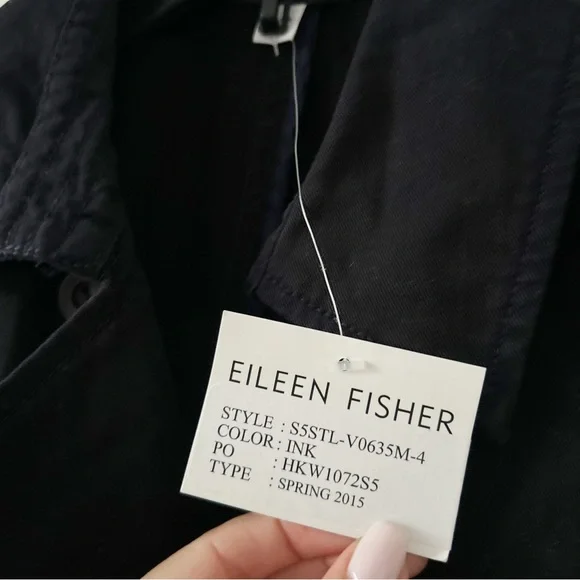 EILEEN FISHER
STYLE : S5STL-V0635M-4
COLOR : INK
PO : HKW1072S5
TYPE : SPRING 2015